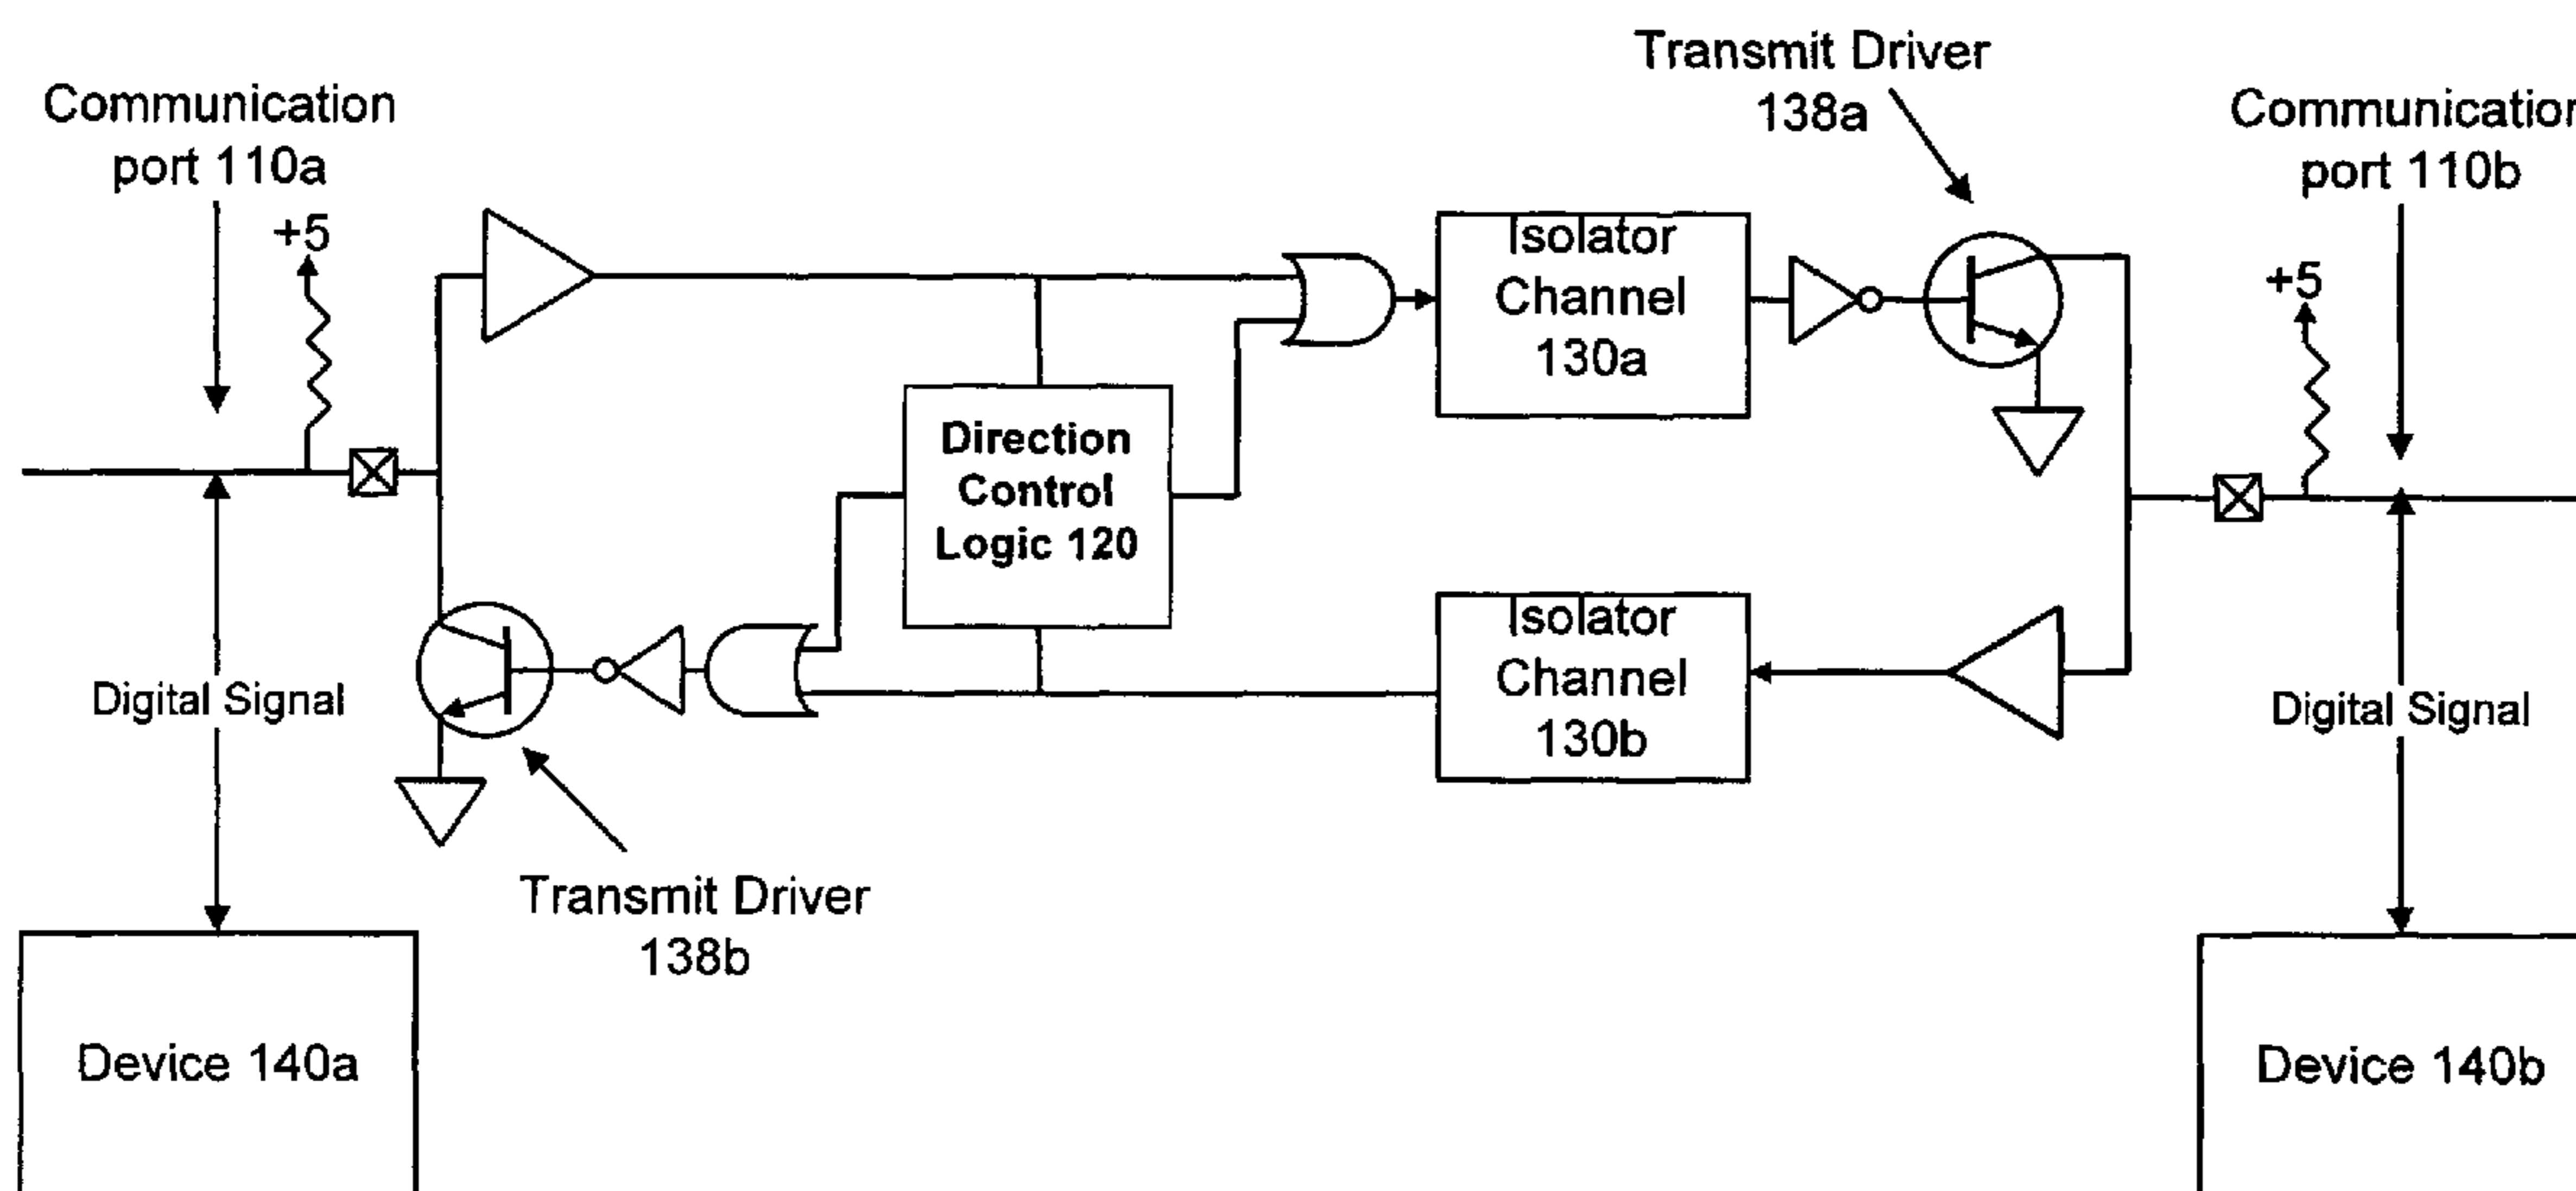 Transmit Driver
138a
Communication
port 110a
Communication
port 110b
+5
+5
Isolator
Channel
130a
Direction
Control
Logic 120
Isolator
Channel
130b
Digital Signal
Digital Signal
Transmit Driver
138b
Device 140a
Device 140b